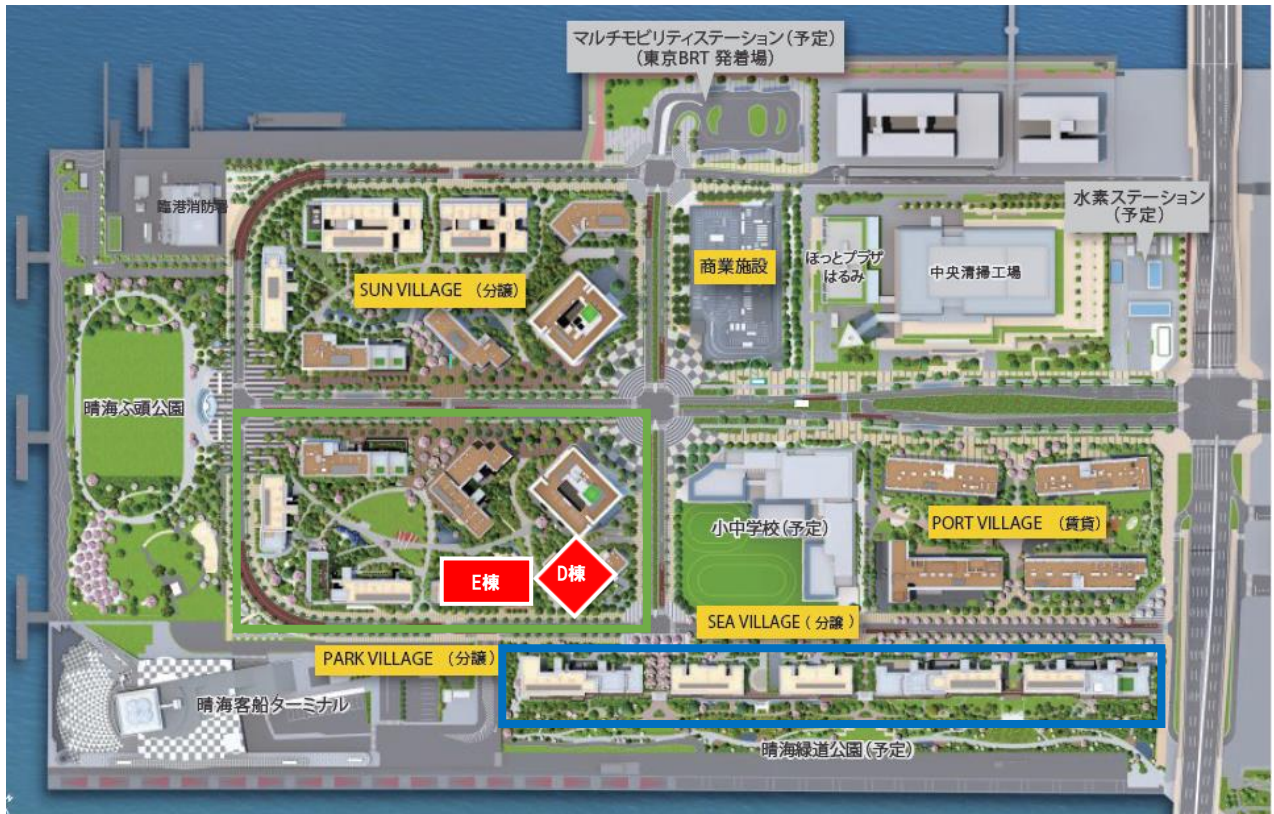 マルチモビリティステーション(予定)
(東京BRT 発着場)
臨港消防署
水素ステーション
(予定)
SUN VILLAGE (分譲)
商業施設
ほっとプラザ
はるみ
中央清掃工場
晴海ふ頭公園
小中学校(予定)
PORT VILLAGE (賃貸)
E棟
D棟
SEA VILLAGE(分譲)
PARK VILLAGE (分譲)
晴海客船ターミナル
晴海緑道公園(予定)